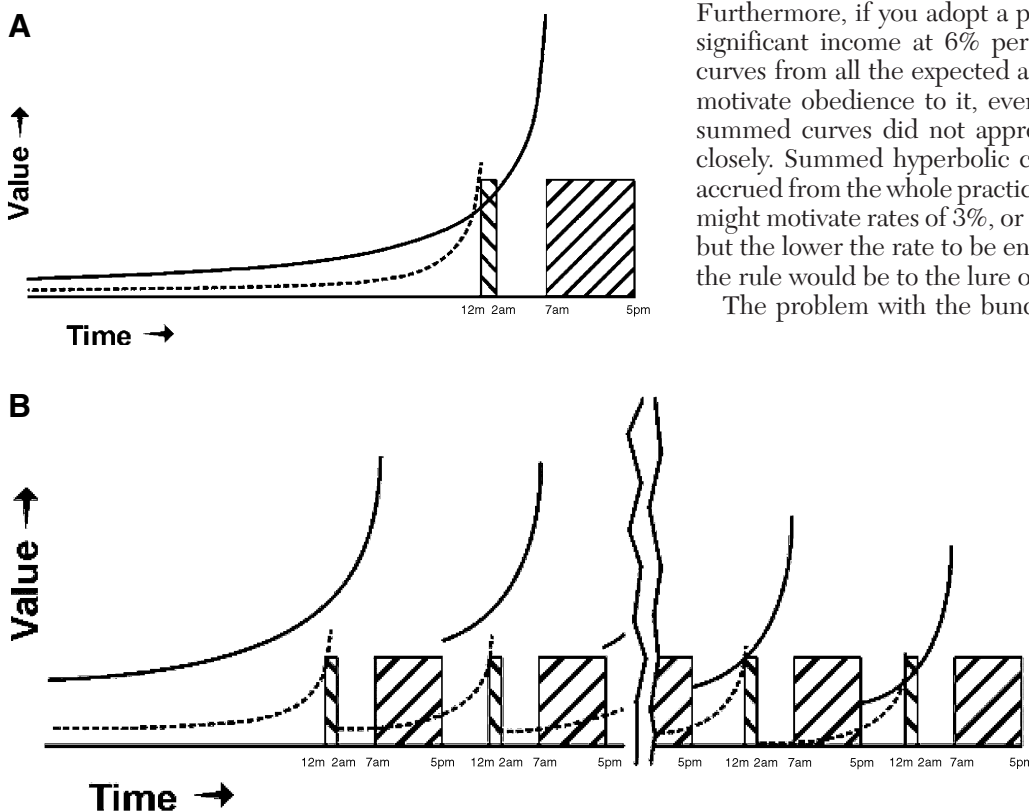 A
Value
12m 2am 7am 5pm
Time
Furthermore, if you adopt a p
significant income at 6% per
curves from all the expected a
motivate obedience to it, ever
summed curves did not appro
closely. Summed hyperbolic c
accrued from the whole practic
might motivate rates of 3%, or
but the lower the rate to be en
the rule would be to the lure o
The problem with the bund
B
Value
12m 2am 7am 5pm 12m 2am 7am 5pm 5pm 12m 2am 7am 5pm 12m 2am 7am 5pm
Time